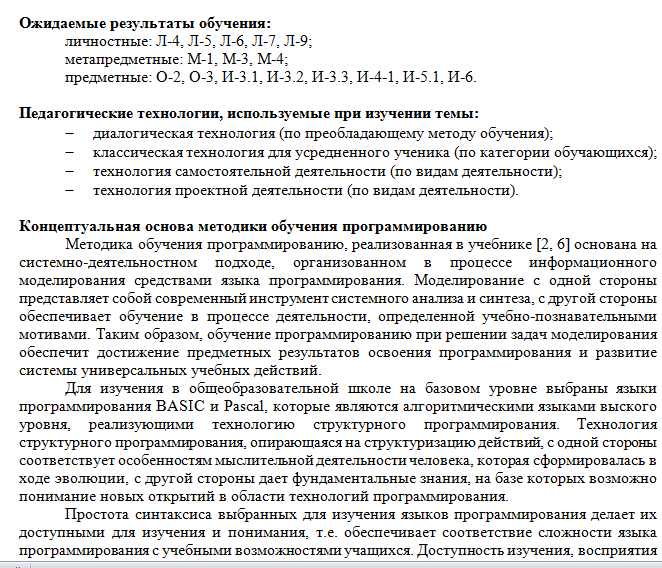 Ожидаемые результаты обучения:
личностные: Л-4, Л-5, Л-6, Л-7, Л-9;
метапредметные: М-1, М-3, М-4;
предметные: О-2, О-3, И-3.1, И-3.2, И-3.3, И-4-1, И-5.1, И-6.
Педагогические технологии, используемые при изучении темы:
– диалогическая технология (по преобладающему методу обучения);
– классическая технология для усредненного ученика (по категории обучающихся);
– технология самостоятельной деятельности (по видам деятельности);
– технология проектной деятельности (по видам деятельности).
Концептуальная основа методики обучения программированию
Методика обучения программированию, реализованная в учебнике [2, 6] основана на
системно-деятельностном подходе, организованном в процессе информационного
моделирования средствами языка программирования. Моделирование с одной стороны
представляет собой современный инструмент системного анализа и синтеза, с другой стороны
обеспечивает обучение в процессе деятельности, определенной учебно-познавательными
мотивами. Таким образом, обучение программированию при решении задач моделирования
обеспечит достижение предметных результатов освоения программирования и развитие
системы универсальных учебных действий.
Для изучения в общеобразовательной школе на базовом уровне выбраны языки
программирования BASIC и Pascal, которые являются алгоритмическими языками выского
уровня, реализующими технологию структурного программирования. Технология
структурного программирования, опирающаяся на структуризацию действий, с одной стороны
соответствует особенностям мыслительной деятельности человека, которая сформировалась в
ходе эволюции, с другой стороны дает фундаментальные знания, на базе которых возможно
понимание новых открытий в области технологий программирования.
Простота синтаксиса выбранных для изучения языков программирования делает их
доступными для изучения и понимания, т.е. обеспечивает соответствие сложности языка
программирования с учебными возможностями учащихся. Доступность изучения, восприятия